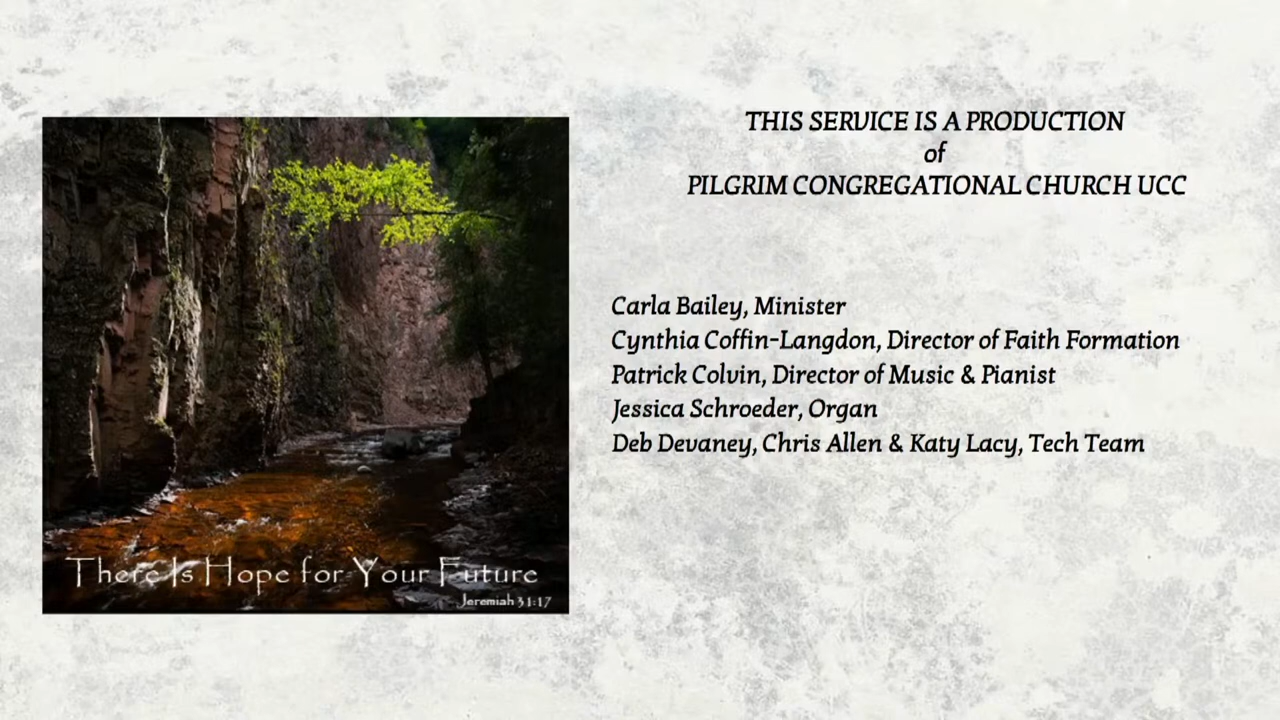 THIS SERVICE IS A PRODUCTION
of
PILGRIM CONGREGATIONAL CHURCH UCC
Carla Bailey, Minister
Cynthia Coffin-Langdon, Director of Faith Formation
Patrick Colvin, Director of Music & Pianist
Jessica Schroeder, Organ
Deb Devaney, Chris Allen & Katy Lacy, Tech Team
There Is Hope for Your Future
Jeremiah 31:17